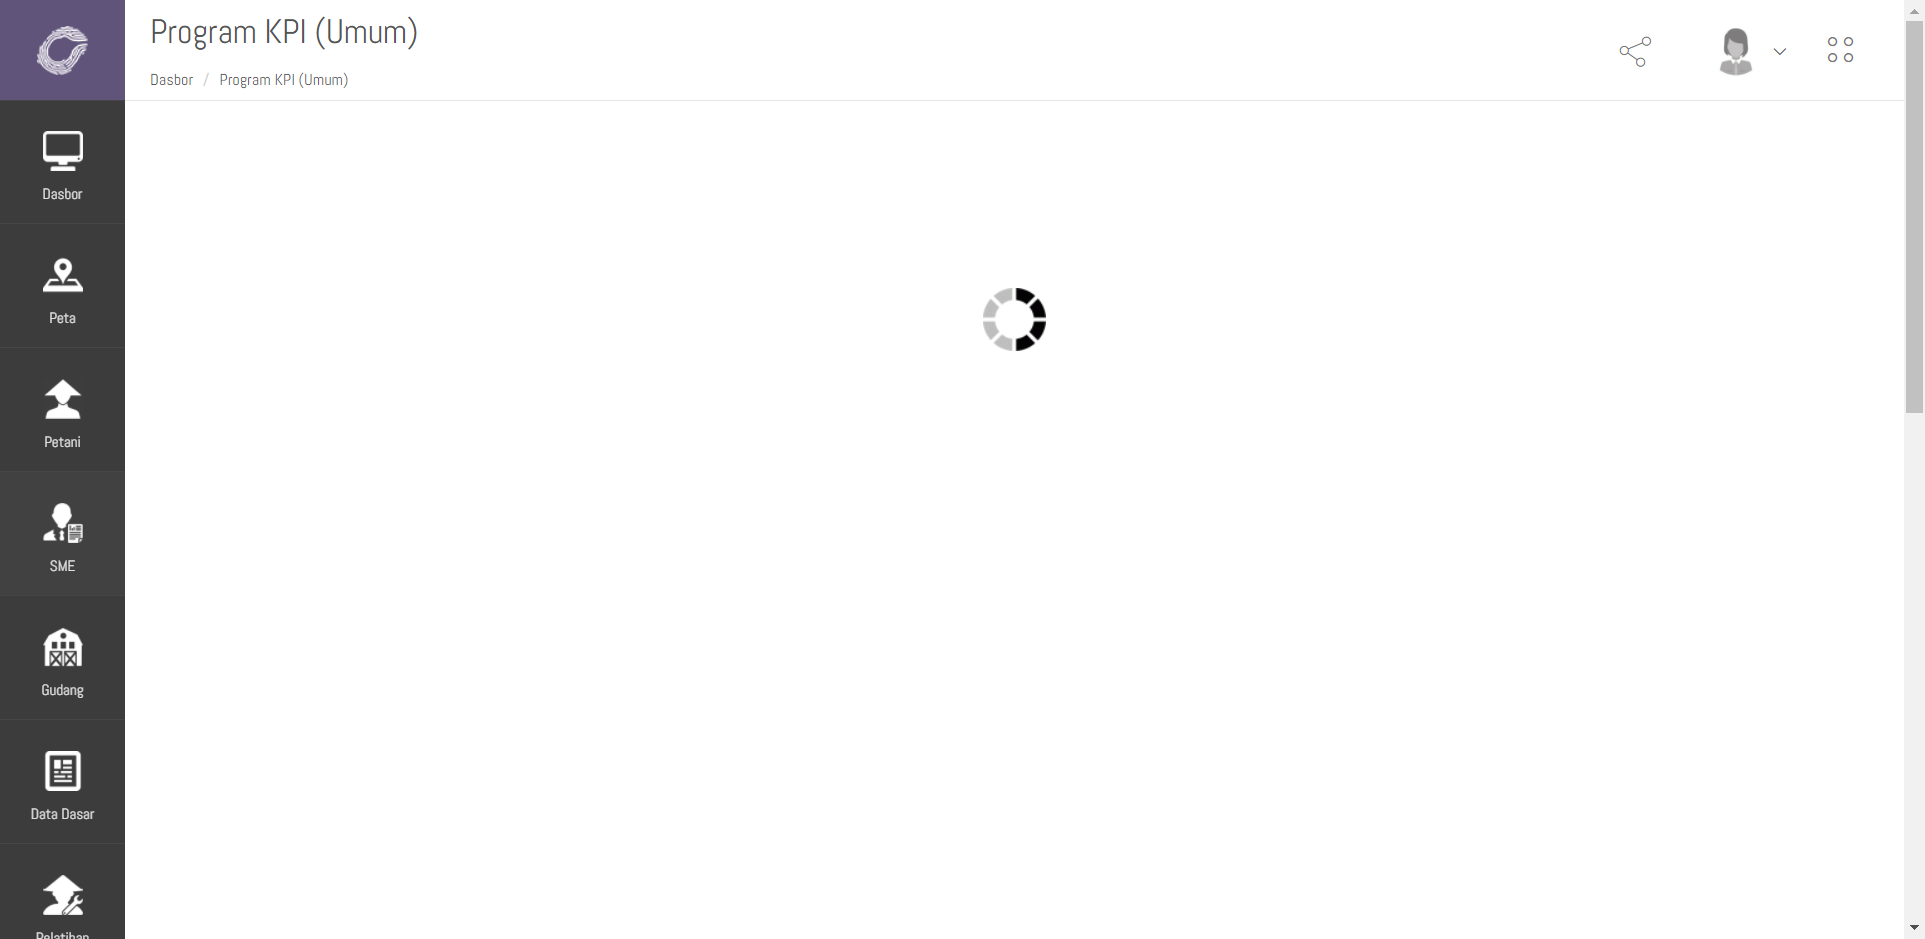 Program KPI (Umum)
Dasbor / Program KPI (Umum)
Dasbor
Peta
Petani
SME
Gudang
Data Dasar
Pelatihan